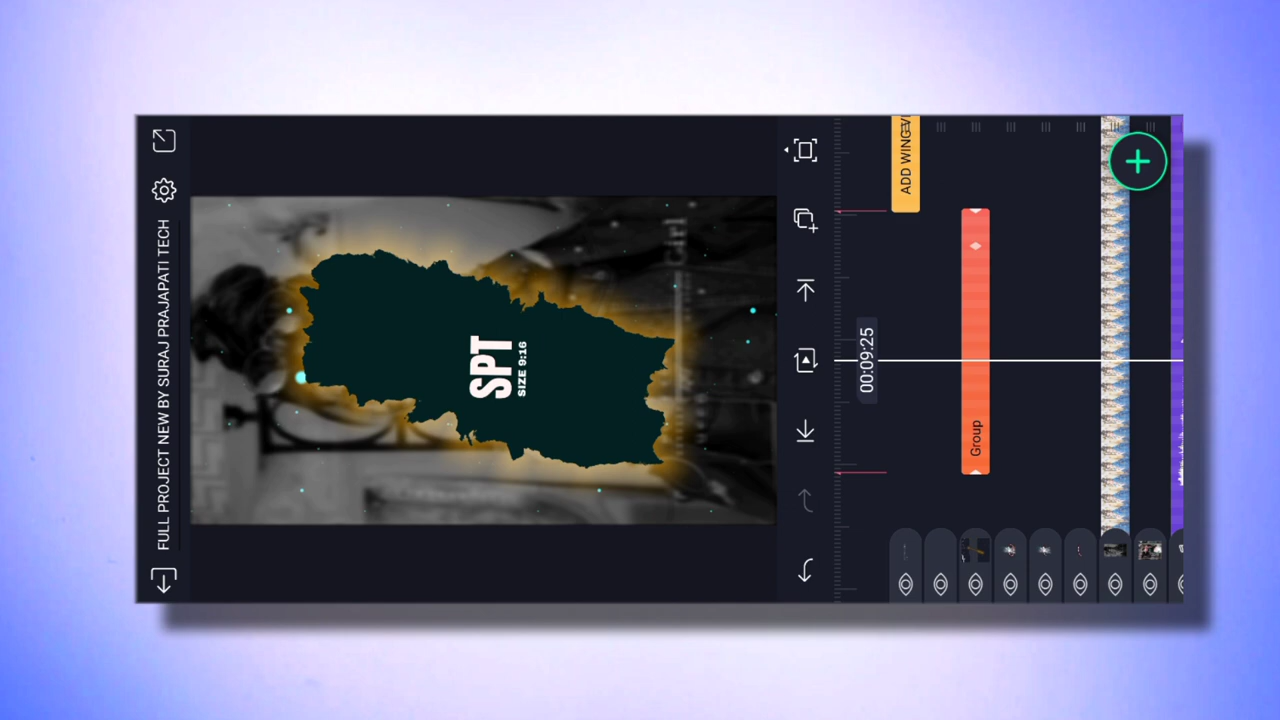 FULL PROJECT NEW BY SURAJ PRAJAPATI TECH
SPT
SIZE 9:16
00:09:25
ADD WING
Group